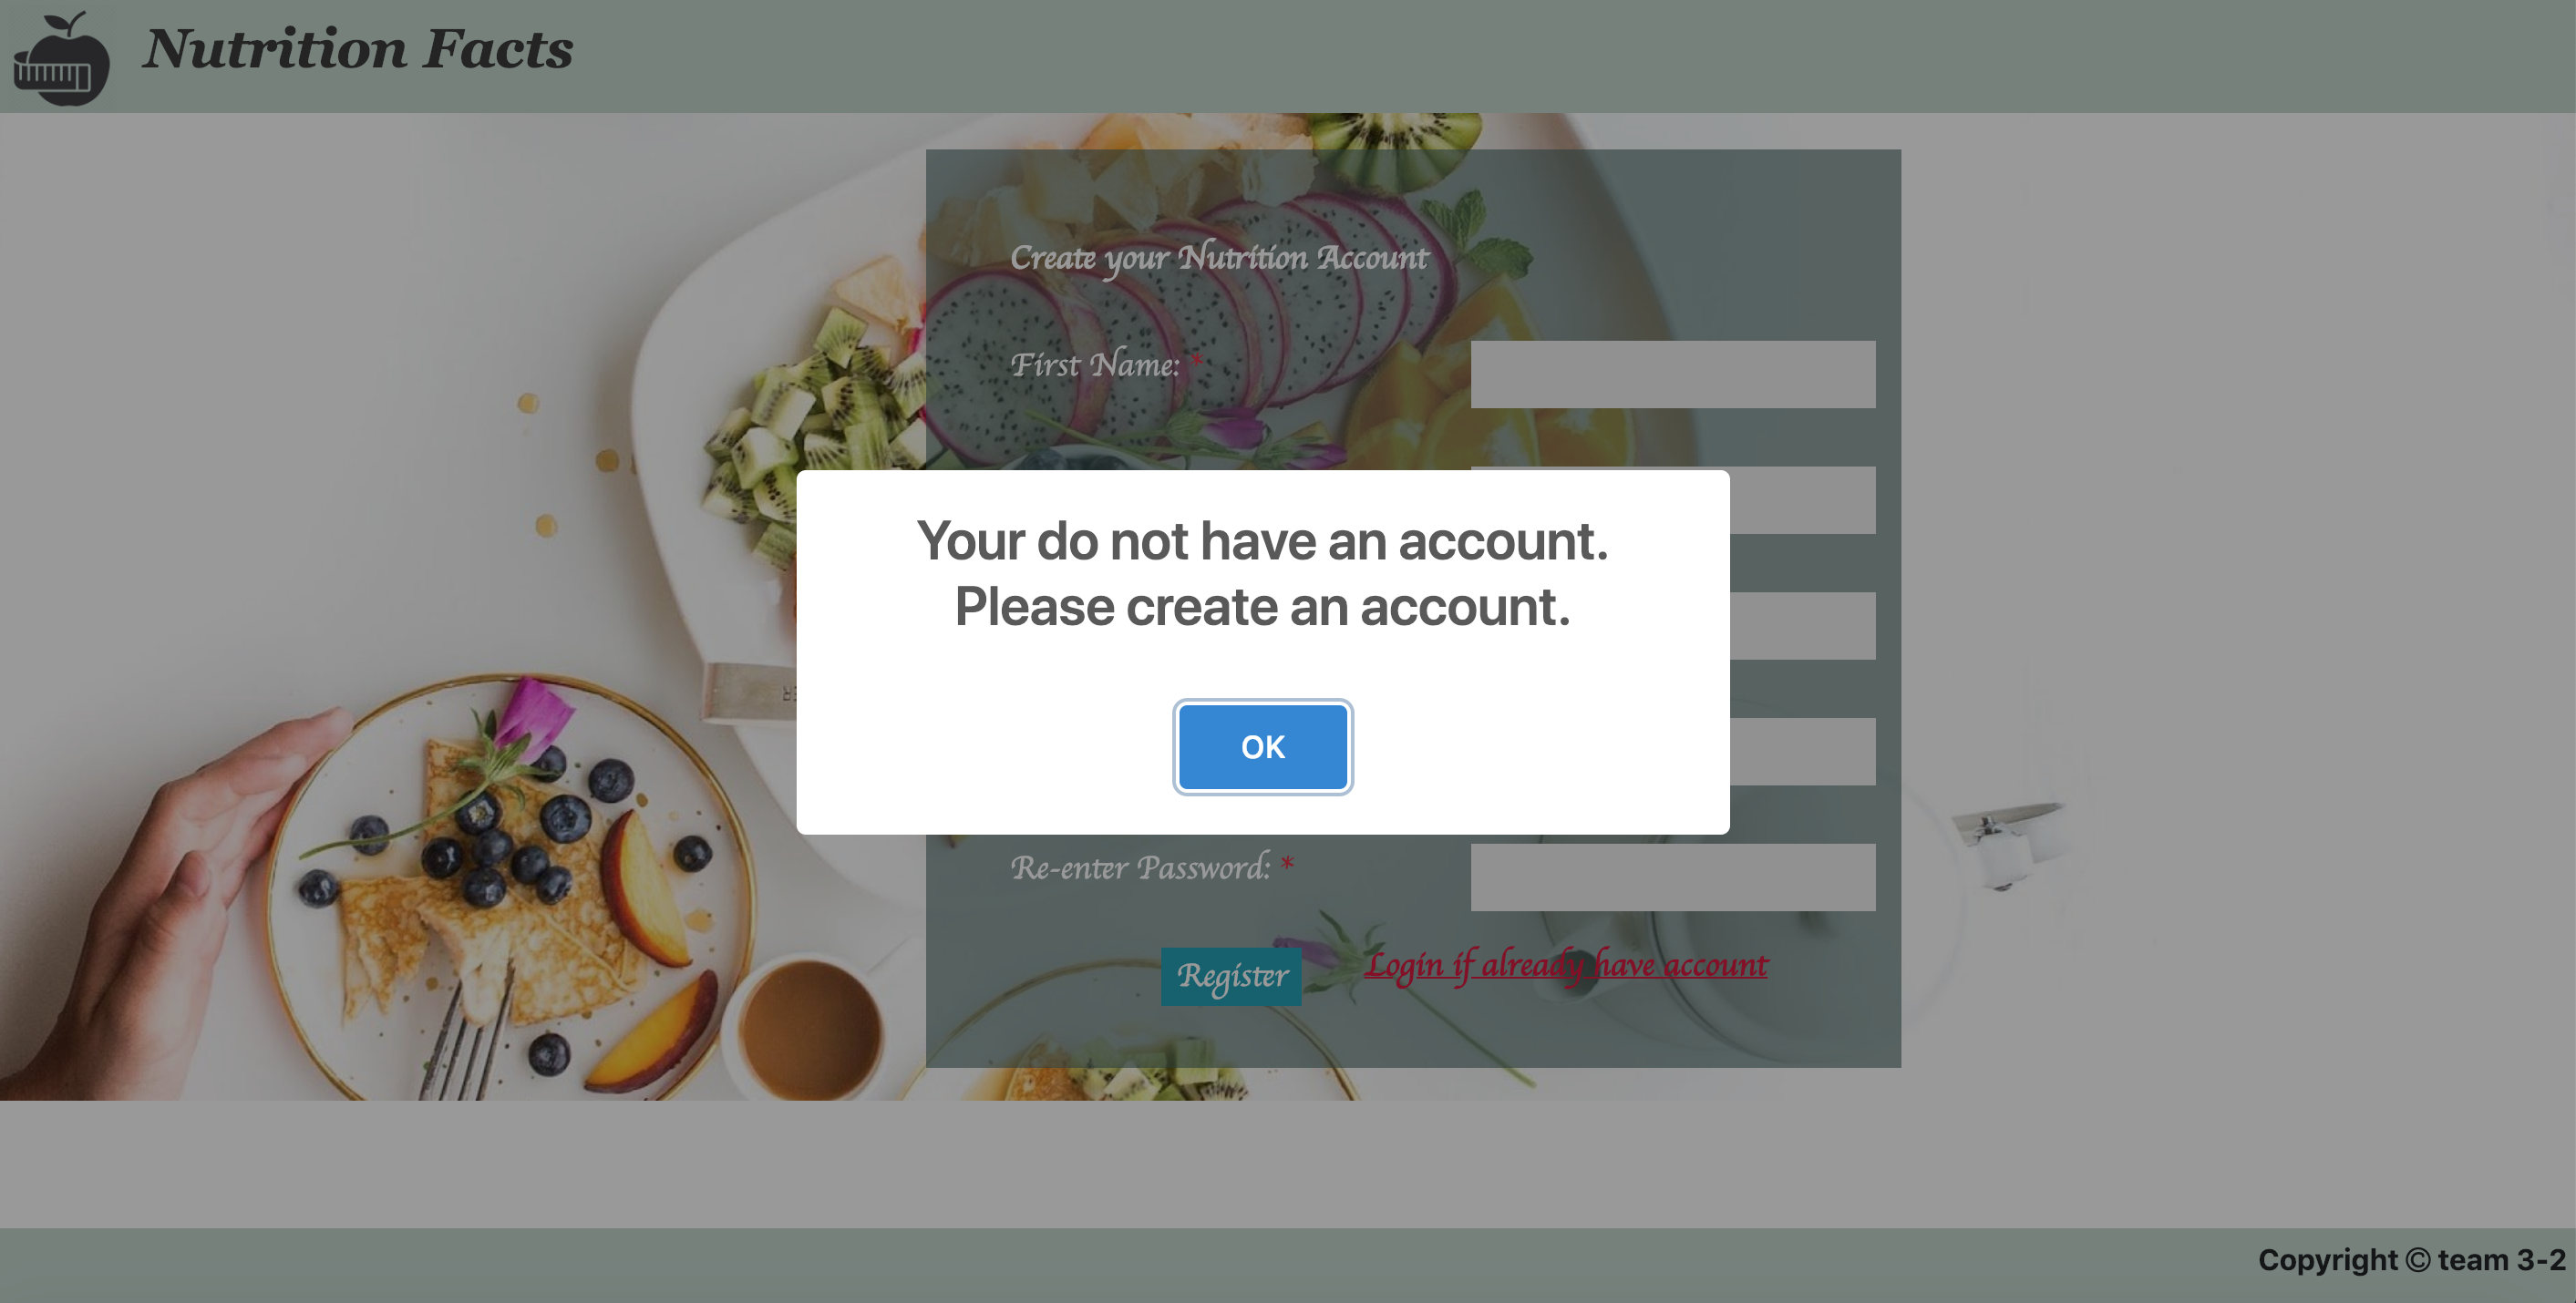 Nutrition Facts
Create your Nutrition Account
First Name: *
Your do not have an account.
Please create an account.
OK
Re-enter Password: *
Register
Login if already have account
Copyright © team 3-2